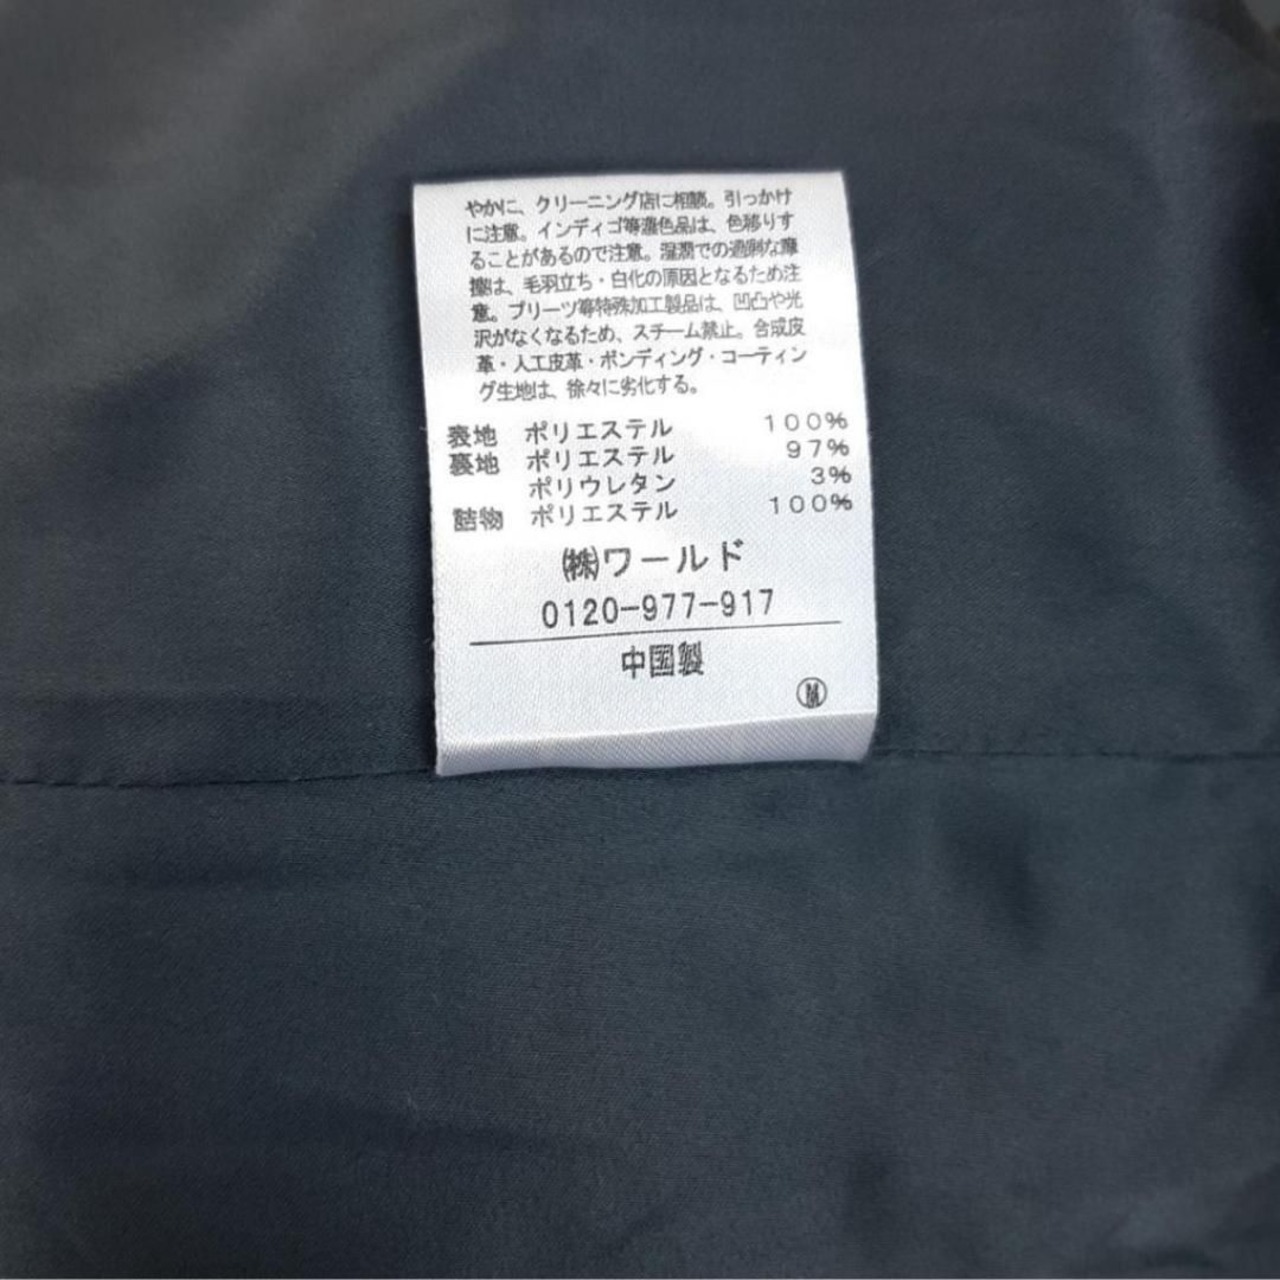 やかに、クリーニング店に相談。引っかけ
に注意。インディゴ等濃色品は、色移りす
ることがあるので注意。湿潤での過剰な摩
擦は、毛羽立ち・白化の原因となるため注
意。プリーツ等特殊加工製品は、凹凸や光
沢がなくなるため、スチーム禁止。合成皮
革・人工皮革・ボンディング・コーティン
グ生地は、徐々に劣化する。
表地 ポリエステル 100%
裏地 ポリエステル 97%
ポリウレタン 3%
詰物 ポリエステル 100%
㈱ワールド
0120-977-917
中国製